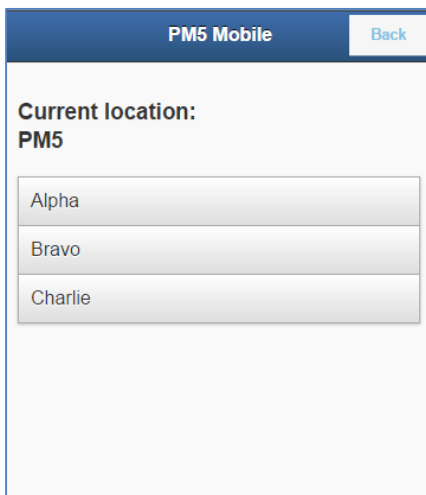 PM5 Mobile
Back
Current location:
PM5
Alpha
Bravo
Charlie